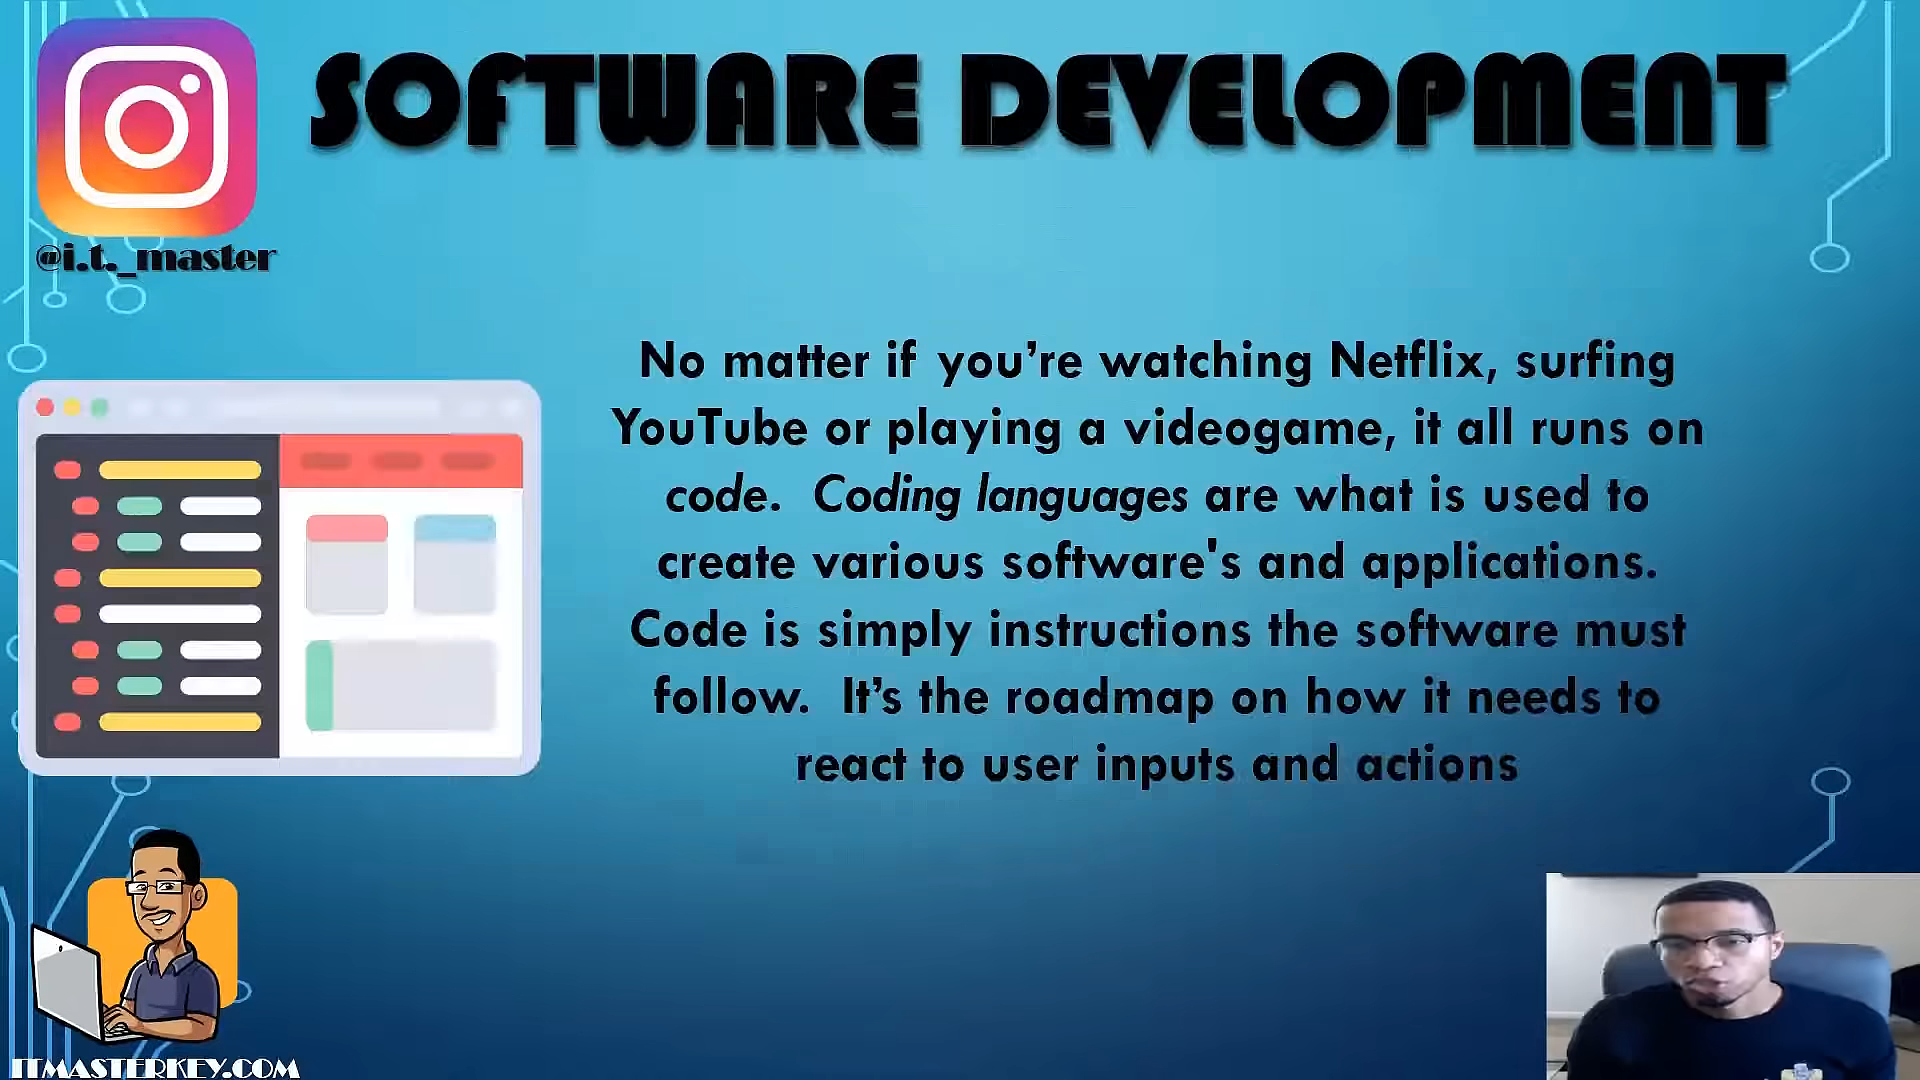 SOFTWARE DEVELOPMENT
@i.t._master
No matter if you’re watching Netflix, surfing
YouTube or playing a videogame, it all runs on
code. Coding languages are what is used to
create various software's and applications.
Code is simply instructions the software must
follow. It’s the roadmap on how it needs to
react to user inputs and actions
ITMASTERKEY.COM